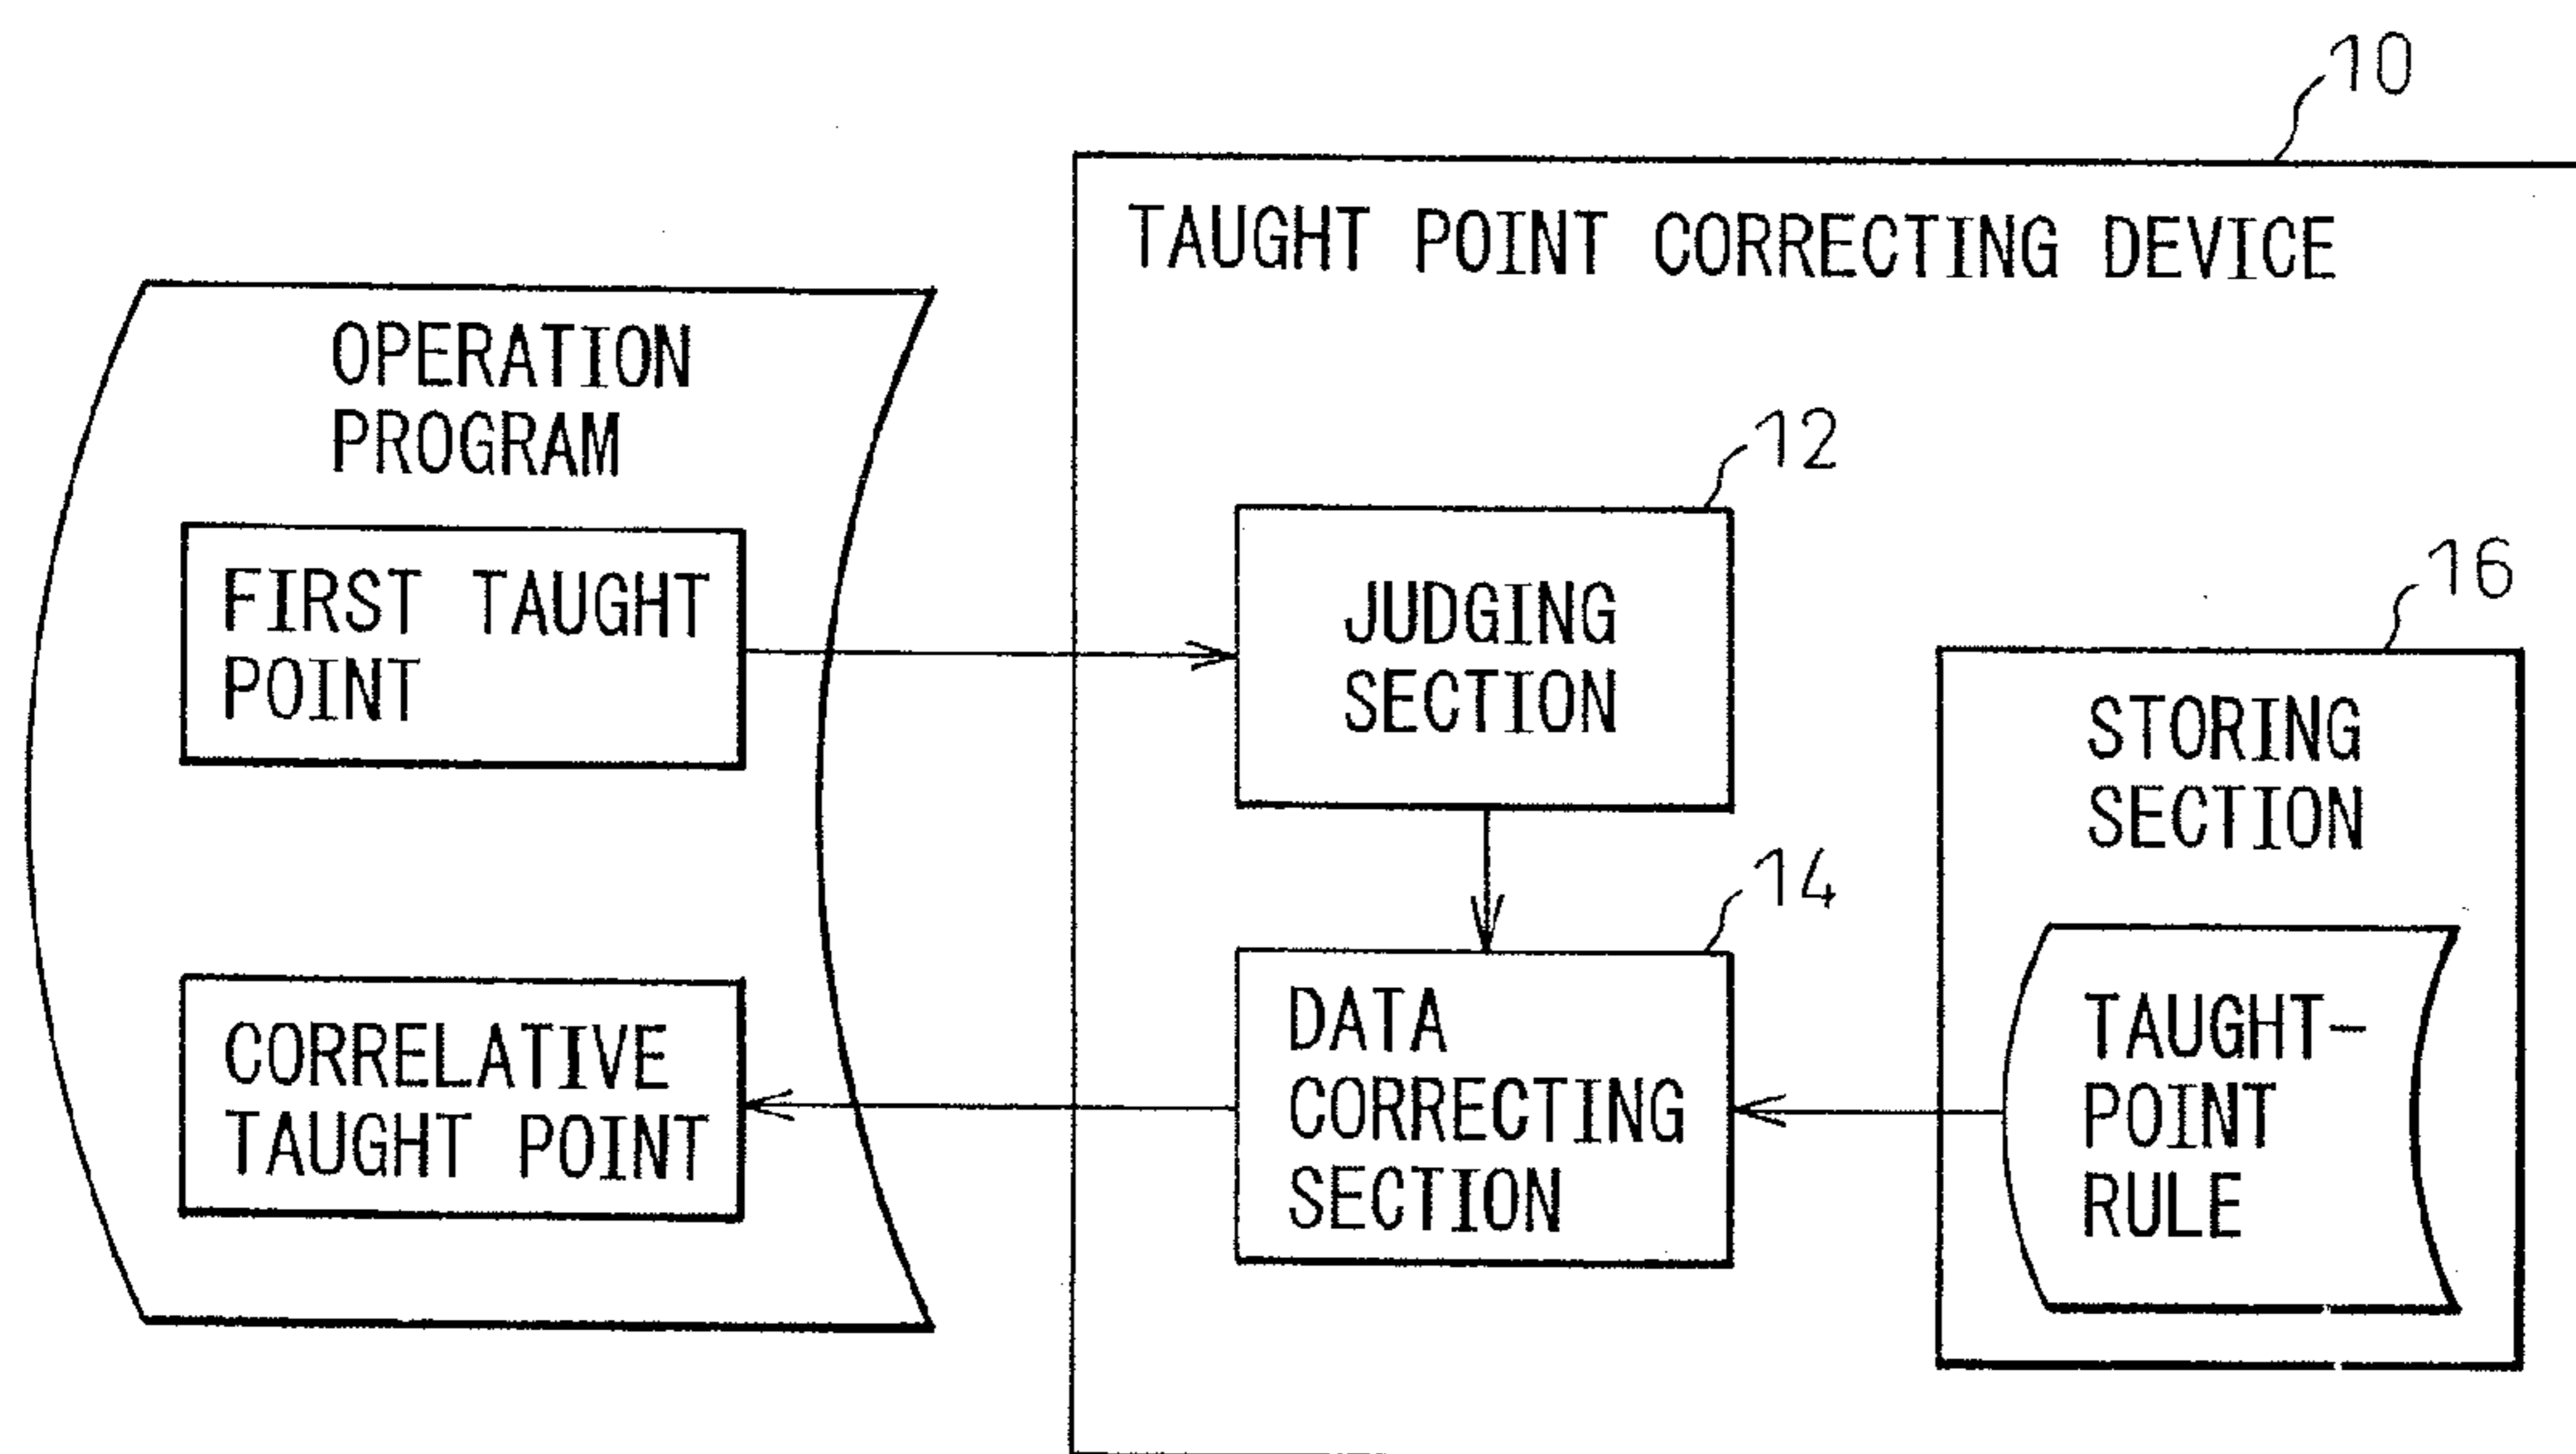 10
TAUGHT POINT CORRECTING DEVICE
OPERATION
PROGRAM
FIRST TAUGHT
POINT
CORRELATIVE
TAUGHT POINT
12
JUDGING
SECTION
14
DATA
CORRECTING
SECTION
16
STORING
SECTION
TAUGHT-
POINT
RULE